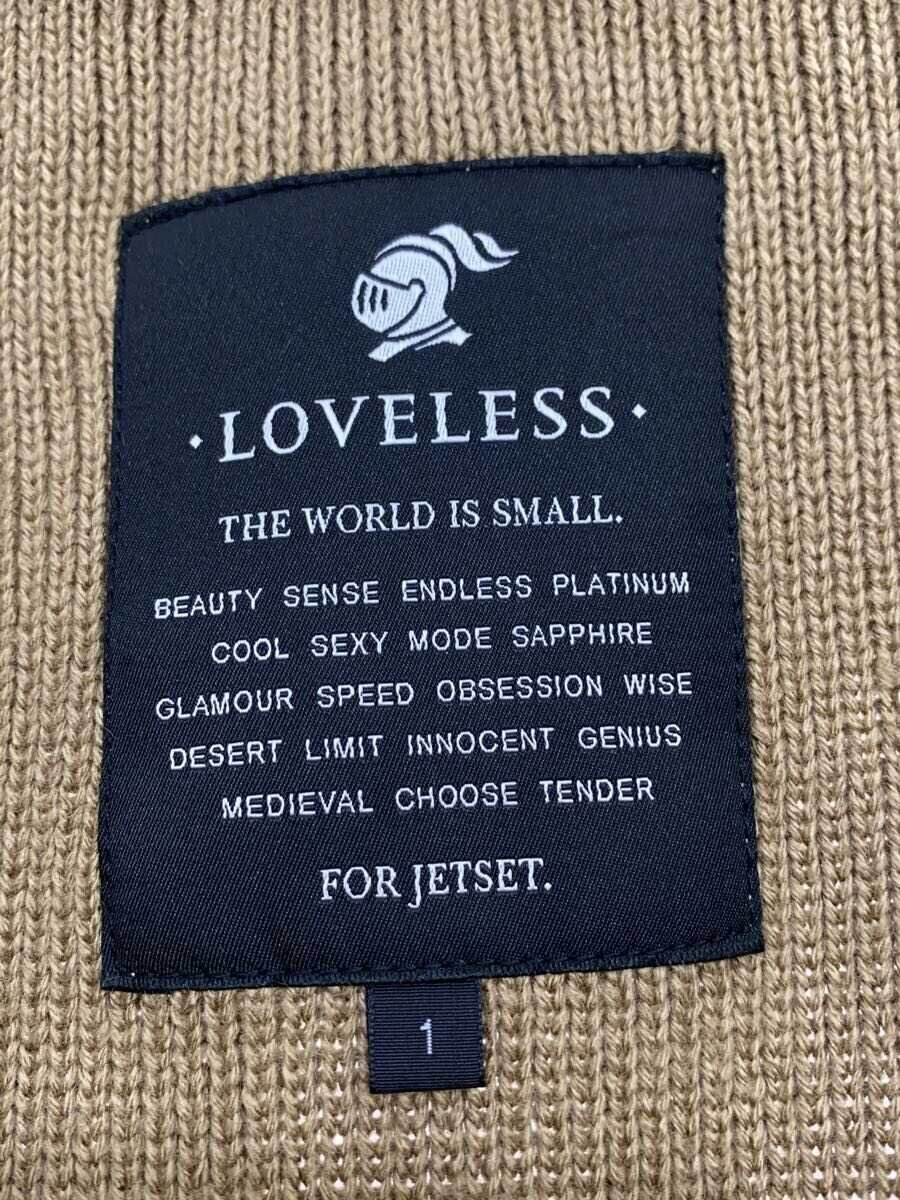 ·LOVELESS·
THE WORLD IS SMALL.
BEAUTY SENSE ENDLESS PLATINUM
COOL SEXY MODE SAPPHIRE
GLAMOUR SPEED OBSESSION WISE
DESERT LIMIT INNOCENT GENIUS
MEDIEVAL CHOOSE TENDER
FOR JETSET.
1